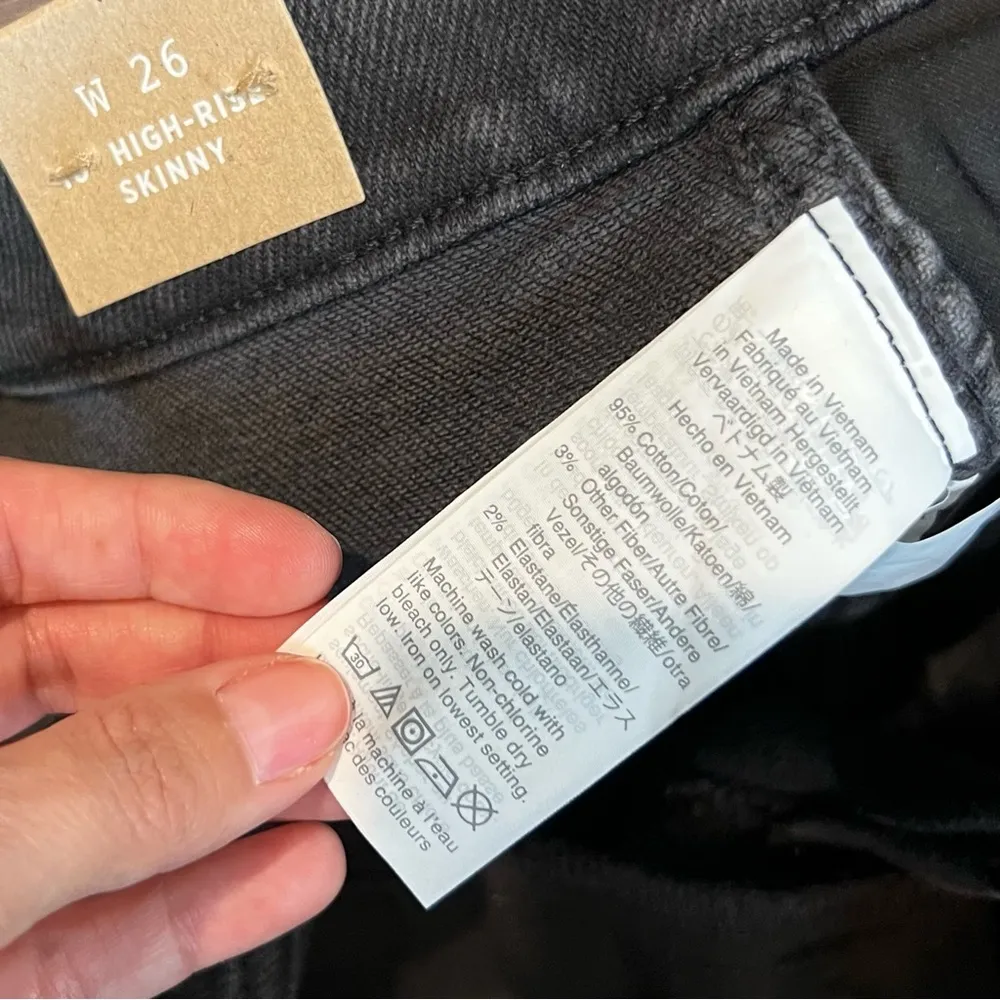 W 26
HIGH-RISE
SKINNY
Made in Vietnam
Fabriqué au Vietnam
in Vietnam Hergestellt
Vervaardigd in Vietnam
ベトナム製
Hecho en Vietnam
95% Cotton/Coton/
Baumwolle/Katoen/綿/
algodón
3% Other Fiber/Autre Fibre/
Sonstige Faser/Andere
Vezel/その他の繊維/otra
fibra
2% Elastane/Élasthanne/
Elastan/Elastaan/エラス
テーン/elastano
Machine wash cold with
like colors. Non-chlorine
bleach only. Tumble dry
low. Iron on lowest setting.
30
la machine à l'eau
des couleurs